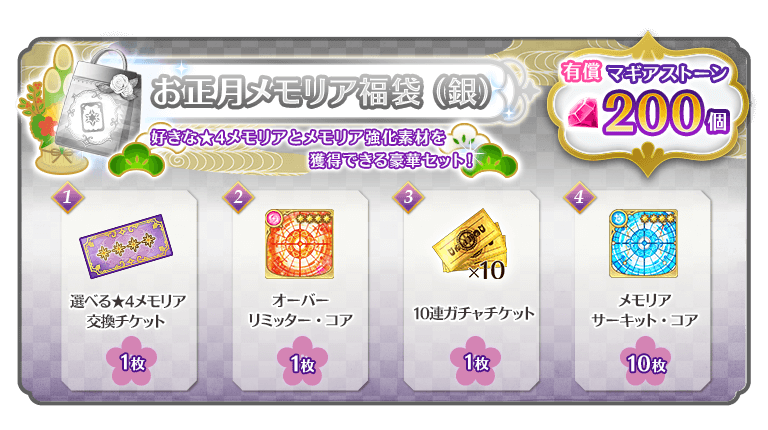 お正月メモリア福袋（銀）
有償 マギアストーン
200個
好きな★4メモリアとメモリア強化素材を
獲得できる豪華セット！
1
選べる★4メモリア
交換チケット
1枚
2
オーバー
リミッター・コア
1枚
3
×10
10連ガチャチケット
1枚
4
メモリア
サーキット・コア
10枚